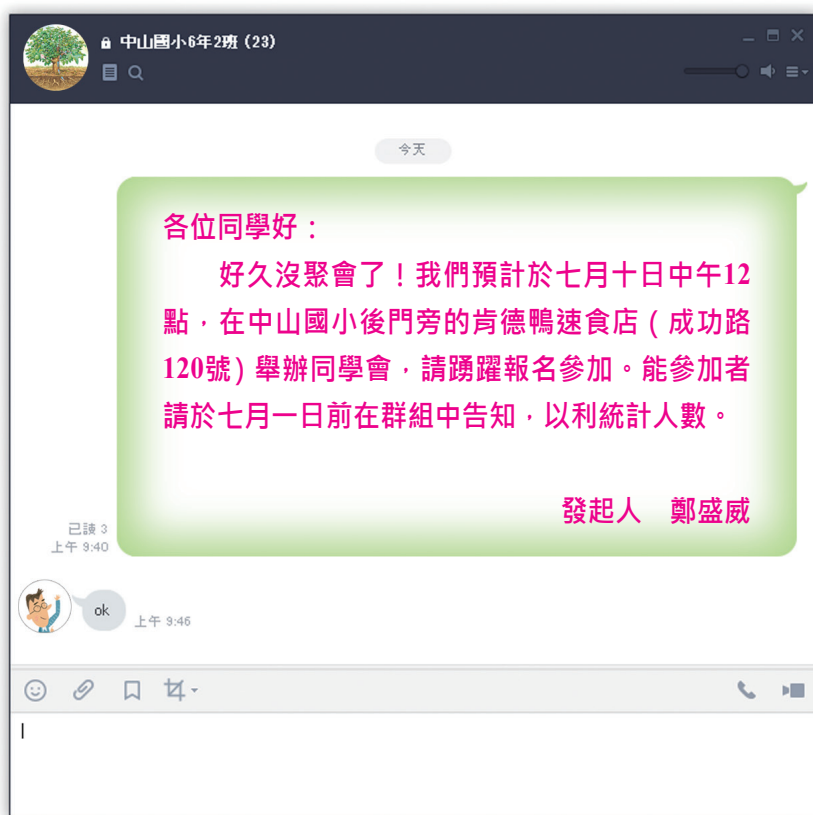 中山國小6年2班 (23)
今天
各位同學好：
好久沒聚會了！我們預計於七月十日中午12
點，在中山國小後門旁的肯德鴨速食店（成功路
120號）舉辦同學會，請踴躍報名參加。能參加者
請於七月一日前在群組中告知，以利統計人數。
發起人　鄭盛威
已讀 3
上午 9:40
ok
上午 9:46